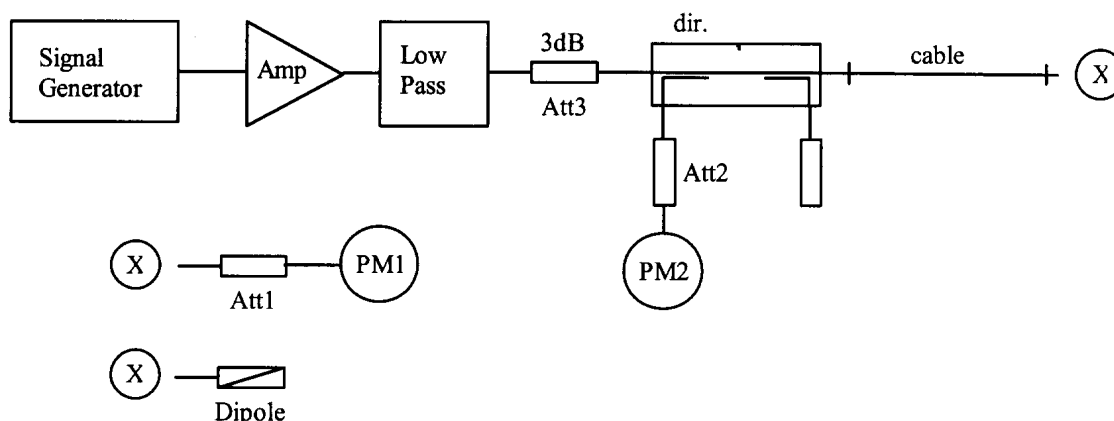 dir.
Signal
Generator
Amp
Low
Pass
3dB
Att3
cable
X
Att2
PM2
X
Att1
PM1
X
Dipole